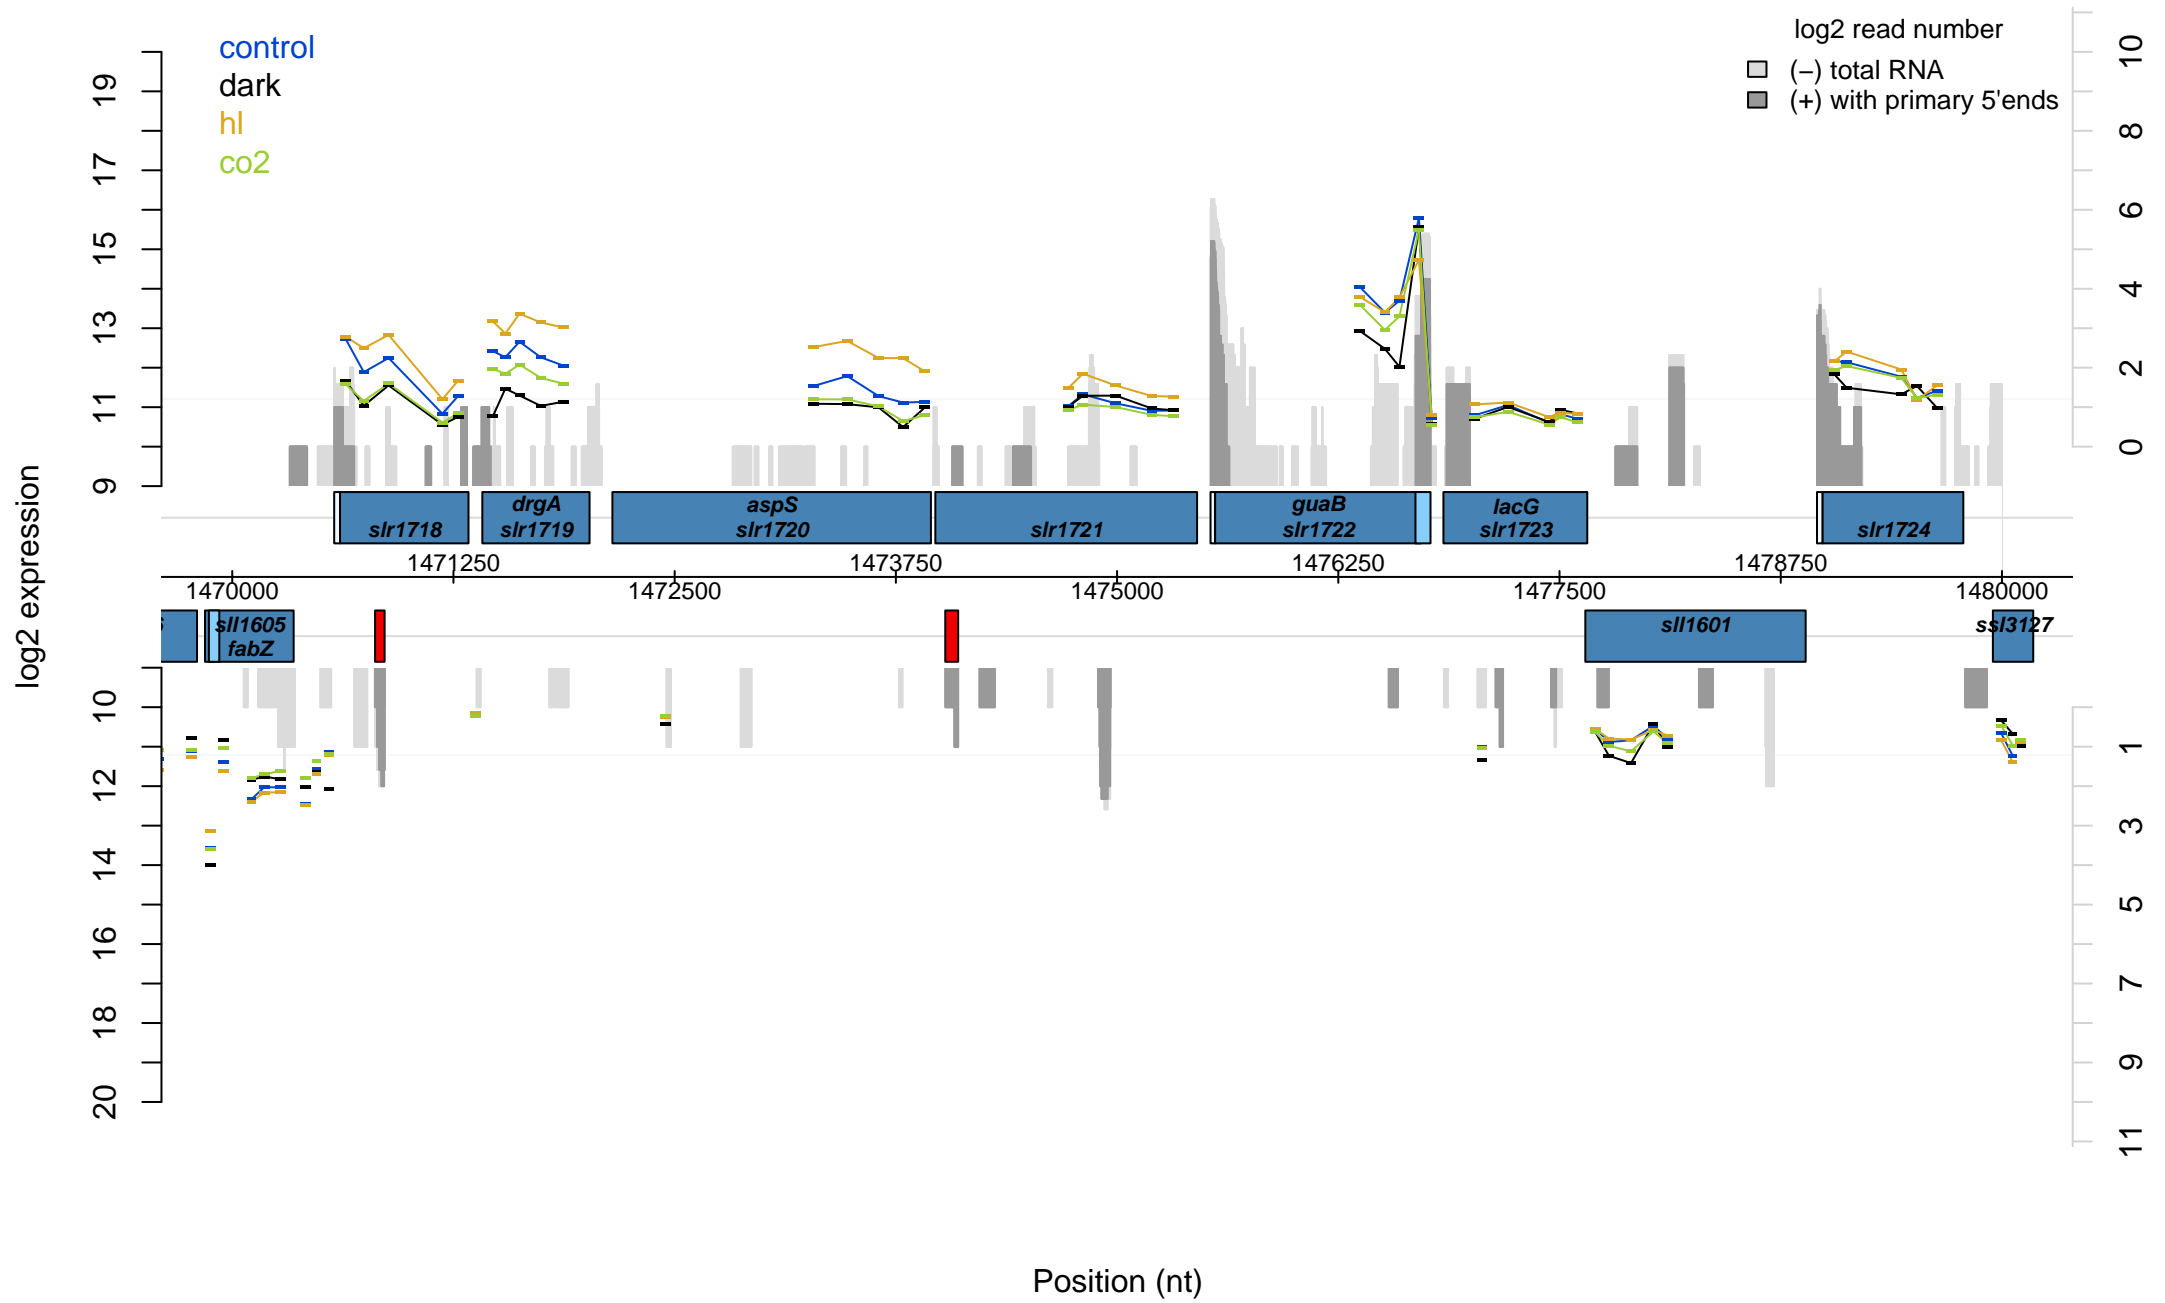 control
dark
hl
co2
log2 read number
(−) total RNA
(+) with primary 5'ends
19
17
15
13
11
9
10
8
6
4
2
0
log2 expression
drgA
aspS
guaB
lacG
slr1718
slr1719
slr1720
slr1721
slr1722
slr1723
slr1724
1471250
1473750
1476250
1478750
1470000
1472500
1475000
1477500
1480000
sll1605
fabZ
sll1601
ssl3127
10
12
14
16
18
20
1
3
5
7
9
11
Position (nt)